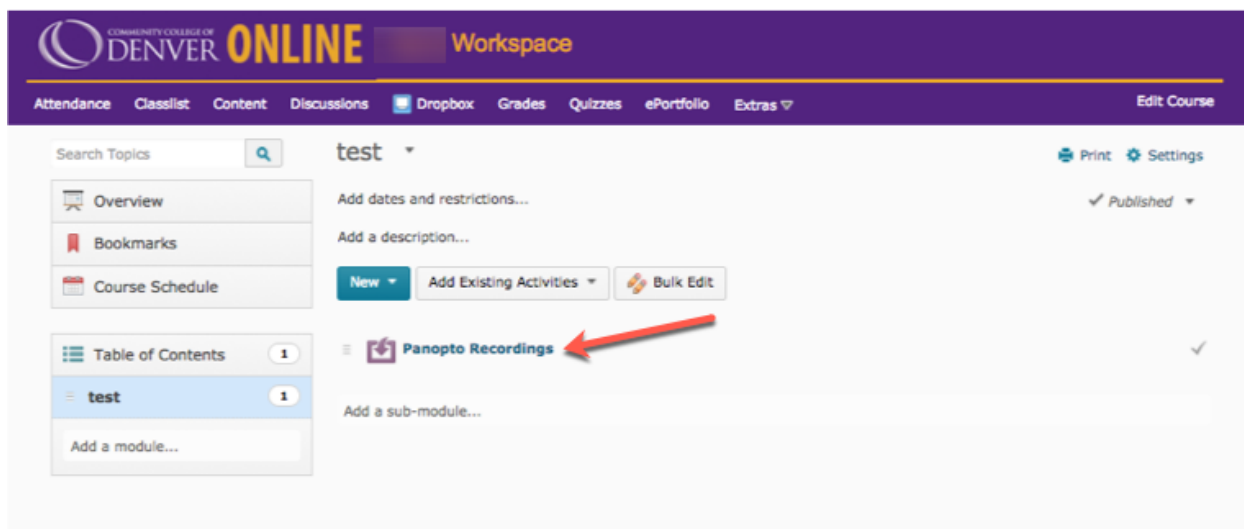 COMMUNITY COLLEGE OF
DENVER ONLINE Workspace
Attendance Classlist Content Discussions Dropbox Grades Quizzes ePortfolio Extras Edit Course
Search Topics
test
Print Settings
Overview
Add dates and restrictions...
Published
Bookmarks
Add a description...
Course Schedule
New Add Existing Activities Bulk Edit
Table of Contents 1
Panopto Recordings
test 1
Add a sub-module...
Add a module...